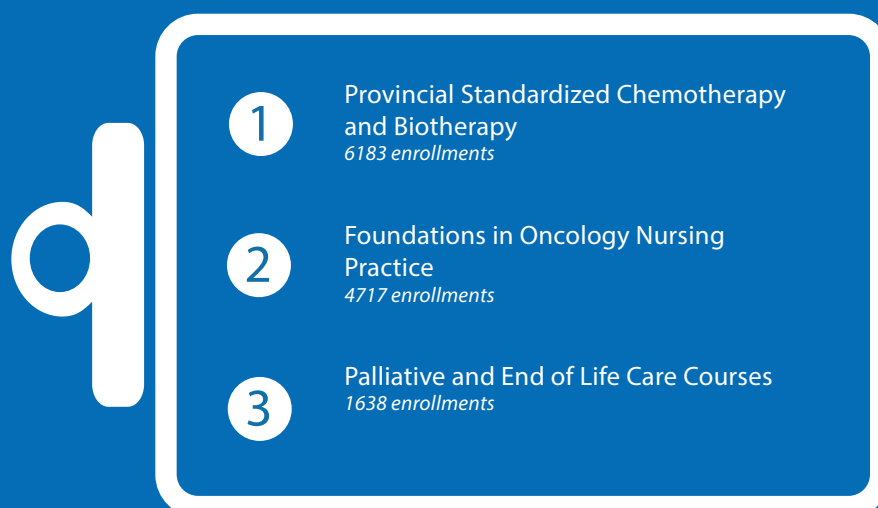 1
Provincial Standardized Chemotherapy
and Biotherapy
6183 enrollments
2
Foundations in Oncology Nursing
Practice
4717 enrollments
3
Palliative and End of Life Care Courses
1638 enrollments